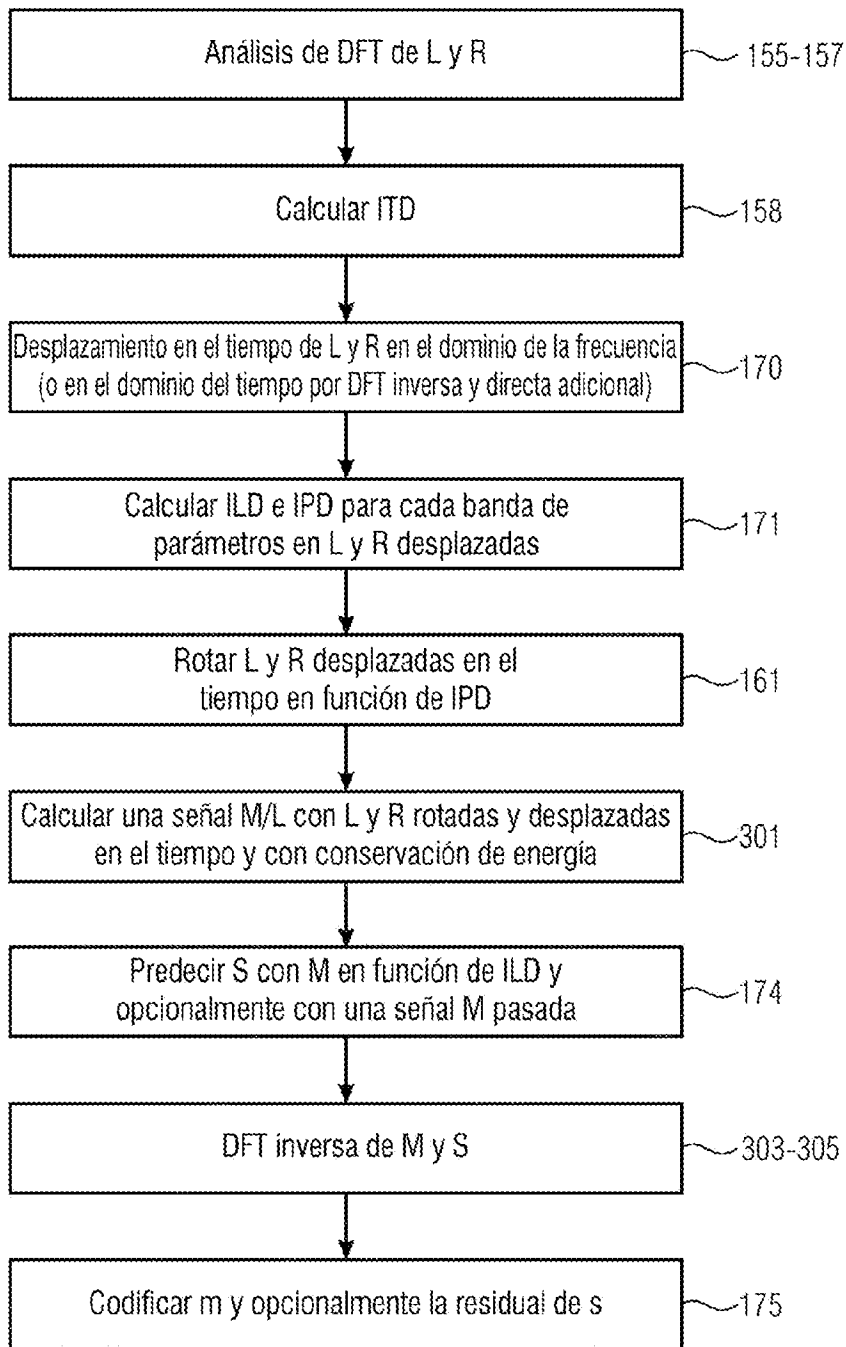 Análisis de DFT de L y R
155-157
Calcular ITD
158
Desplazamiento en el tiempo de L y R en el dominio de la frecuencia
(o en el dominio del tiempo por DFT inversa y directa adicional)
170
Calcular ILD e IPD para cada banda de
parámetros en L y R desplazadas
171
Rotar L y R desplazadas en el
tiempo en función de IPD
161
Calcular una señal M/L con L y R rotadas y desplazadas
en el tiempo y con conservación de energía
301
Predecir S con M en función de ILD y
opcionalmente con una señal M pasada
174
DFT inversa de M y S
303-305
Codificar m y opcionalmente la residual de s
175